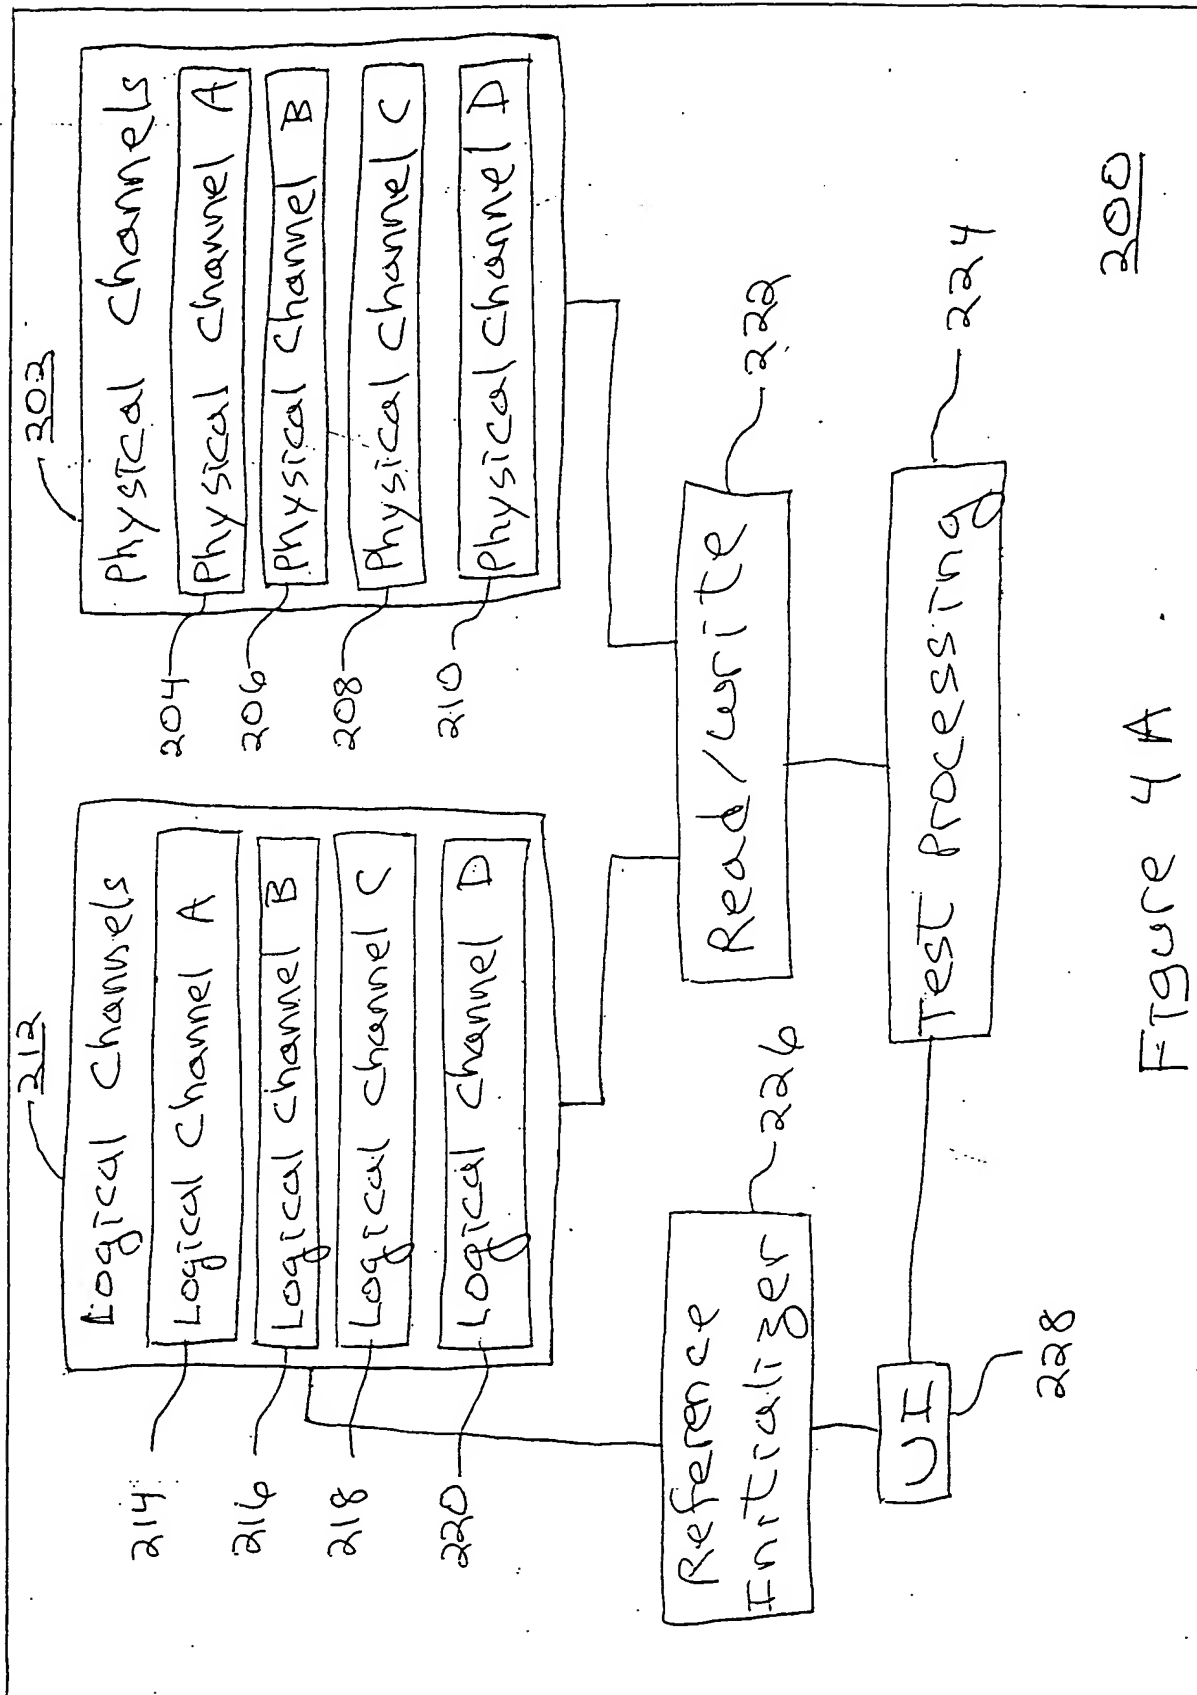 212
Logical Channels
Logical Channel A
Logical Channel B
Logical Channel C
Logical Channel D
214
216
218
220
202
Physical Channels
Physical Channel A
Physical Channel B
Physical Channel C
Physical Channel D
204
206
208
210
Reference
Initializer
226
Read/write
222
UI
228
Test Processing
224
200
Figure 4A